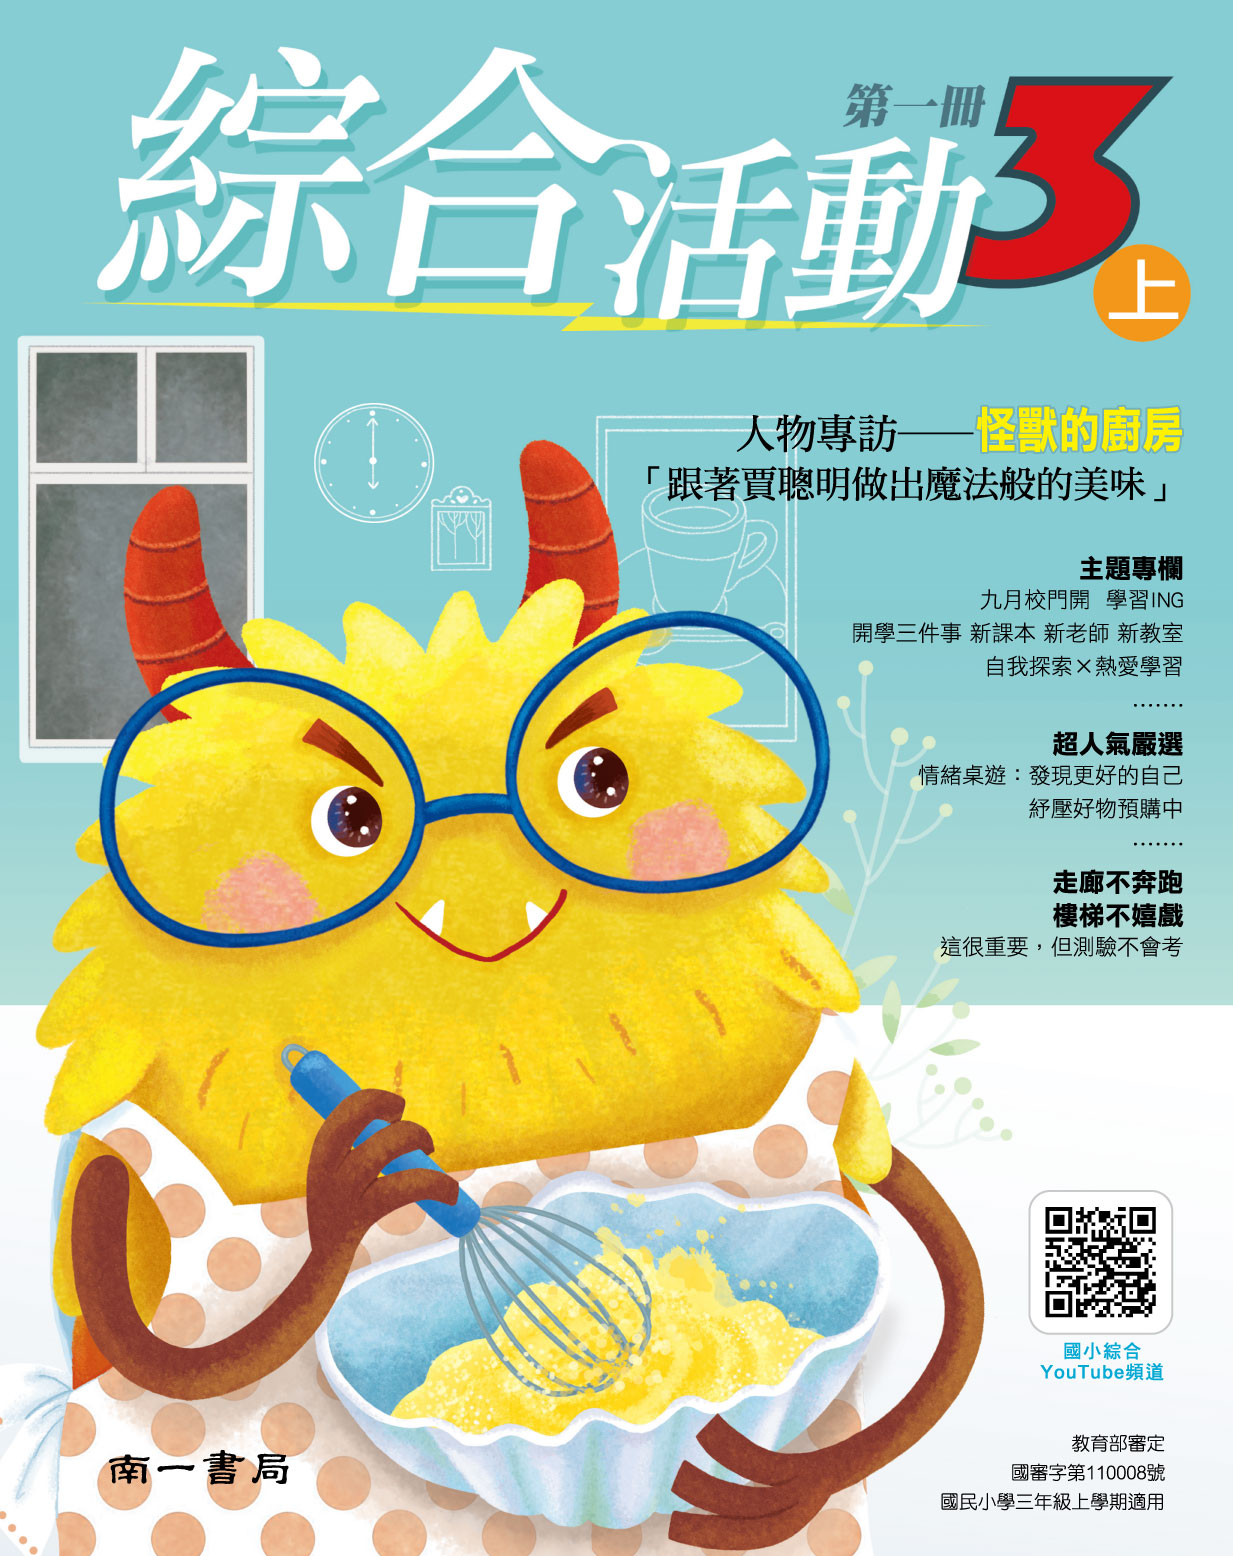 綜合活動
第一冊
3
上
人物專訪——怪獸的廚房
「跟著賈聰明做出魔法般的美味」
主題專欄
九月校門開 學習ING
開學三件事 新課本 新老師 新教室
自我探索×熱愛學習
.......
超人氣嚴選
情緒桌遊：發現更好的自己
紓壓好物預購中
.......
走廊不奔跑
樓梯不嬉戲
這很重要，但測驗不會考
國小綜合
YouTube頻道
南一書局
教育部審定
國審字第110008號
國民小學三年級上學期適用